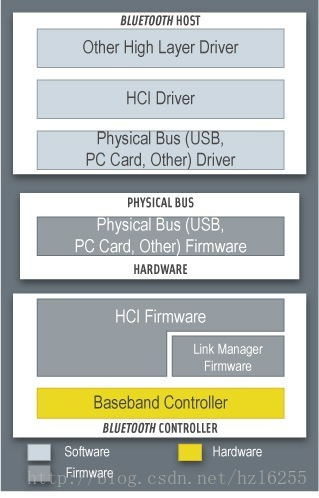 BLUETOOTH HOST
Other High Layer Driver
HCI Driver
Physical Bus (USB,
PC Card, Other) Driver
PHYSICAL BUS
Physical Bus (USB,
PC Card, Other) Firmware
HARDWARE
HCI Firmware
Link Manager
Firmware
Baseband Controller
BLUETOOTH CONTROLLER
Software
Hardware
Firmware
http://blog.csdn.net/hzl6255